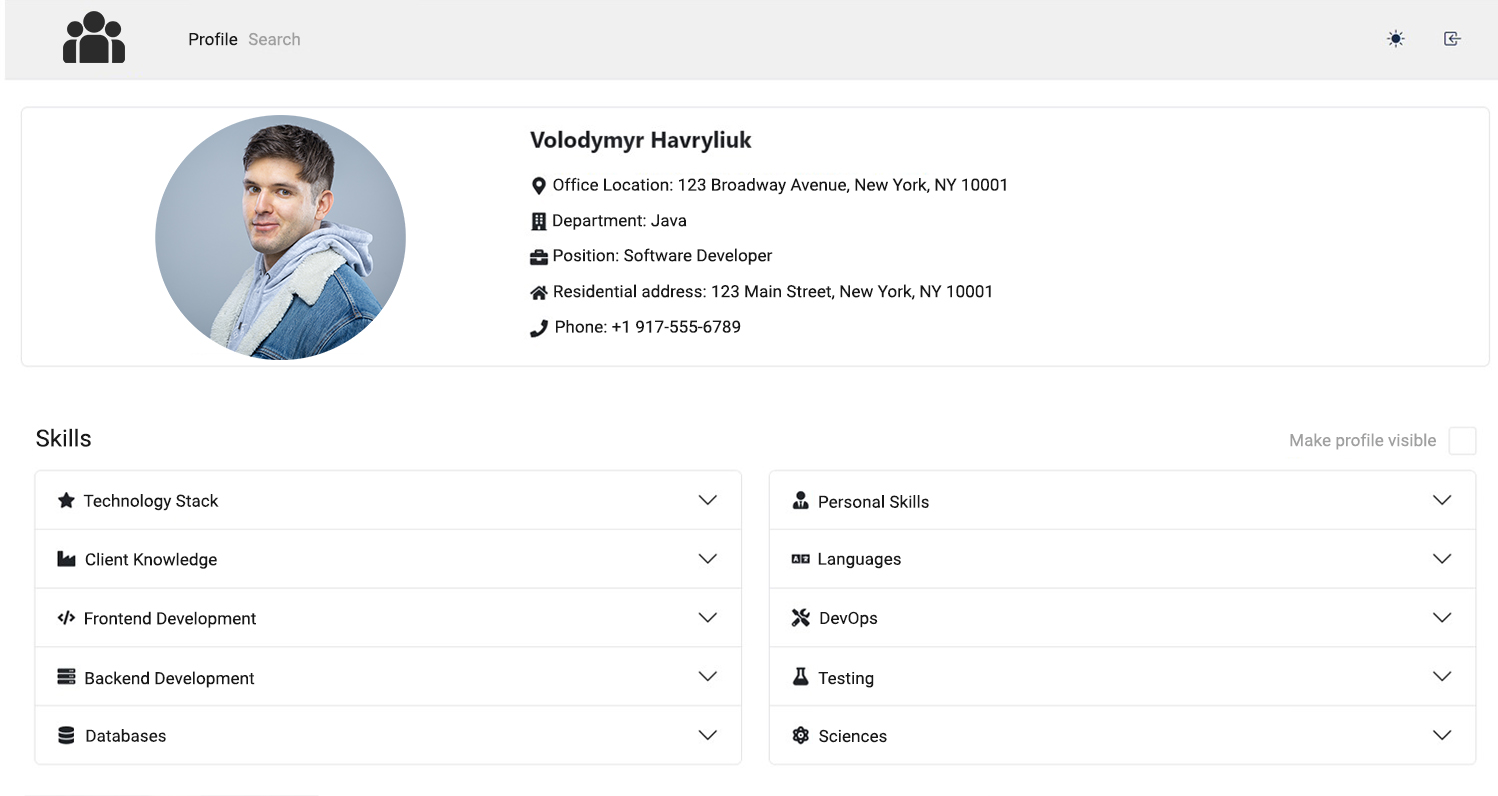 Profile Search
Volodymyr Havryliuk
Office Location: 123 Broadway Avenue, New York, NY 10001
Department: Java
Position: Software Developer
Residential address: 123 Main Street, New York, NY 10001
Phone: +1 917-555-6789
Skills
Make profile visible
Technology Stack
Client Knowledge
Frontend Development
Backend Development
Databases
Personal Skills
Languages
DevOps
Testing
Sciences